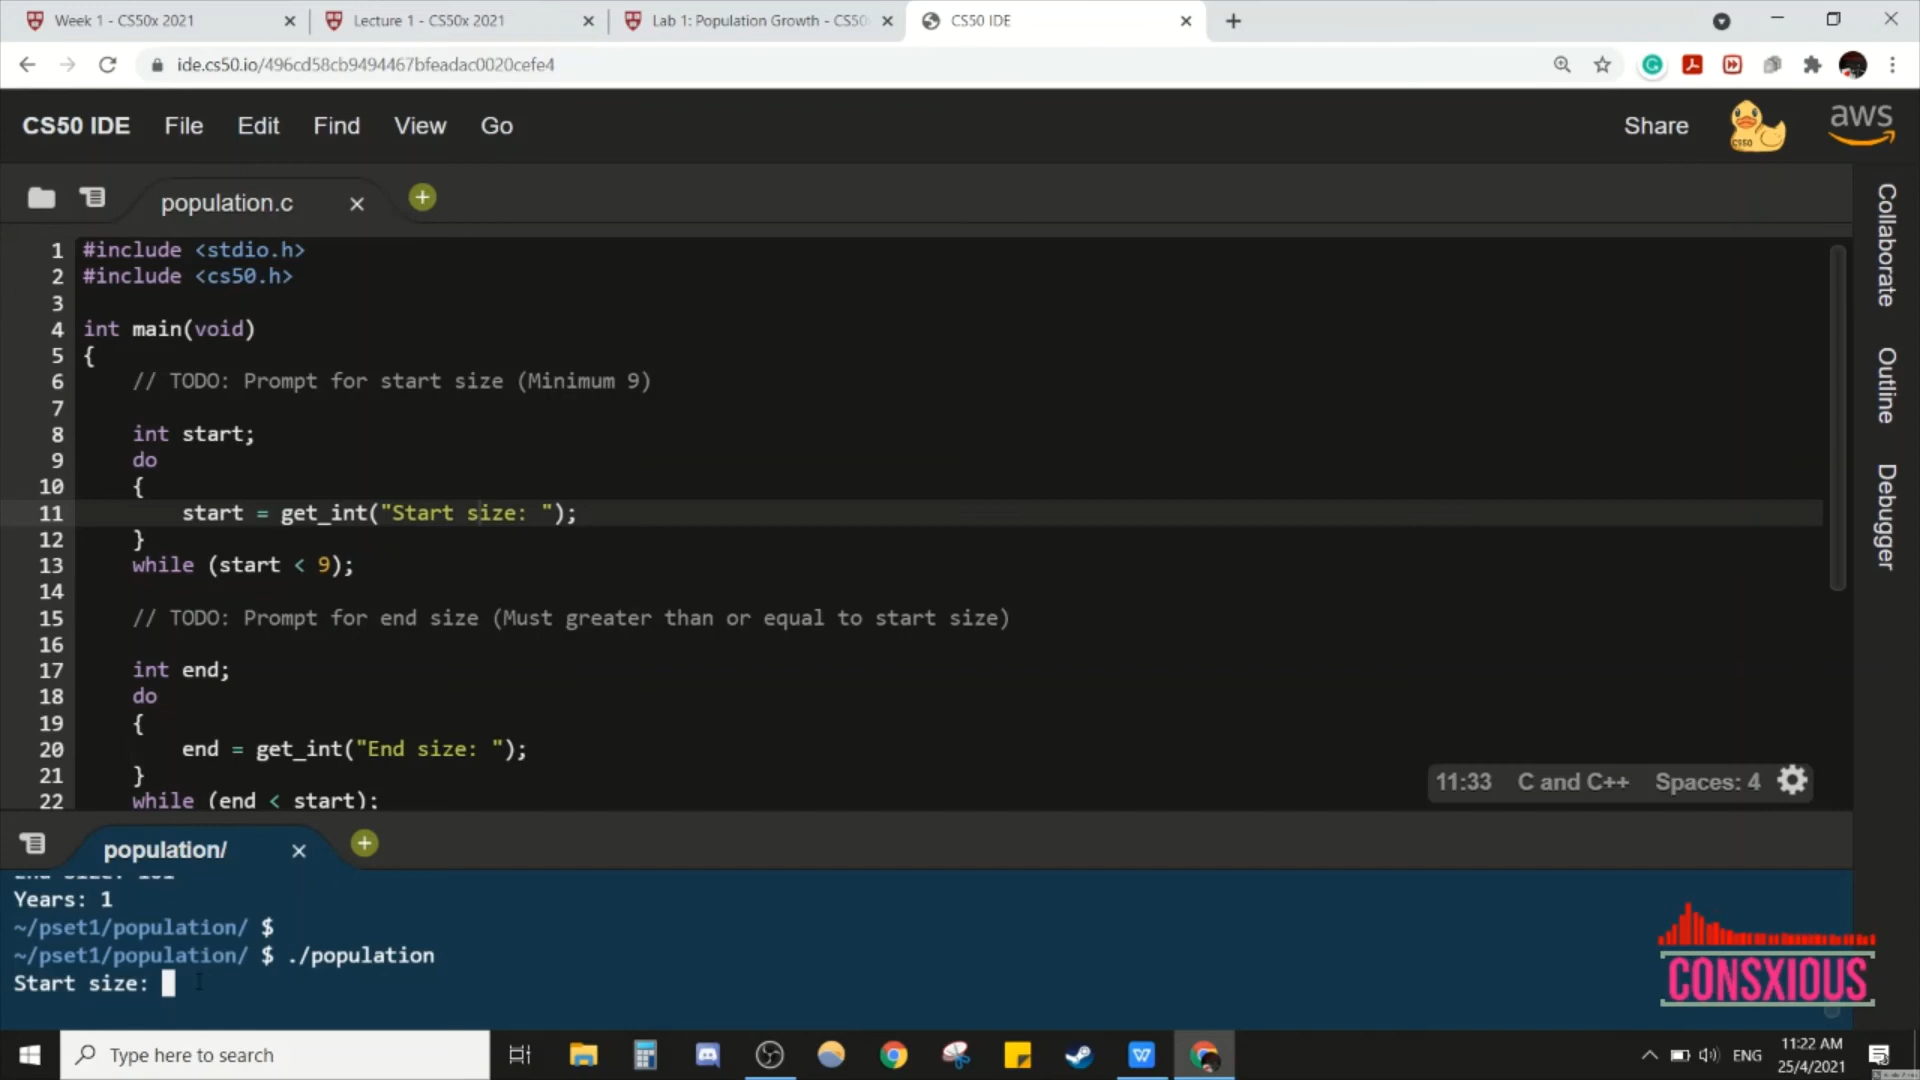 Week 1 - CS50x 2021
Lecture 1 - CS50x 2021
Lab 1: Population Growth - CS50
CS50 IDE
ide.cs50.io/496cd58cb9494467bfeadac0020cefe4
CS50 IDE File Edit Find View Go
Share
CS50
aws
population.c
1 #include <stdio.h>
2 #include <cs50.h>
3
4 int main(void)
5 {
6 // TODO: Prompt for start size (Minimum 9)
7
8 int start;
9 do
10 {
11 start = get_int("Start size: ");
12 }
13 while (start < 9);
14
15 // TODO: Prompt for end size (Must greater than or equal to start size)
16
17 int end;
18 do
19 {
20 end = get_int("End size: ");
21 }
22 while (end < start);
Collaborate
Outline
Debugger
11:33 C and C++ Spaces: 4
population/
Years: 1
~/pset1/population/ $
~/pset1/population/ $ ./population
Start size:
CONSXIOUS
Type here to search
ENG
11:22 AM
25/4/2021